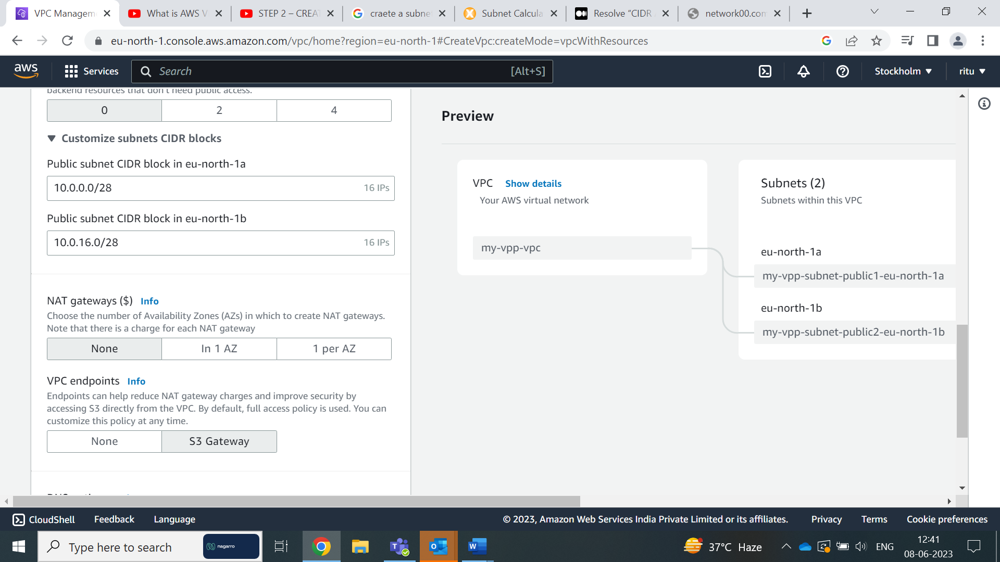 VPC Managem
What is AWS V
STEP 2 – CREAT
craete a subne
Subnet Calcula
Resolve “CIDR
network00.com
eu-north-1.console.aws.amazon.com/vpc/home?region=eu-north-1#CreateVpc:createMode=vpcWithResources
aws
Services
Search
[Alt+S]
Stockholm
ritu
backend resources that don't need public access.
0
2
4
Customize subnets CIDR blocks
Public subnet CIDR block in eu-north-1a
10.0.0.0/28
16 IPs
Public subnet CIDR block in eu-north-1b
10.0.16.0/28
16 IPs
NAT gateways ($) Info
Choose the number of Availability Zones (AZs) in which to create NAT gateways.
Note that there is a charge for each NAT gateway
None
In 1 AZ
1 per AZ
VPC endpoints Info
Endpoints can help reduce NAT gateway charges and improve security by
accessing S3 directly from the VPC. By default, full access policy is used. You can
customize this policy at any time.
None
S3 Gateway
Preview
VPC Show details
Your AWS virtual network
my-vpp-vpc
Subnets (2)
Subnets within this VPC
eu-north-1a
my-vpp-subnet-public1-eu-north-1a
eu-north-1b
my-vpp-subnet-public2-eu-north-1b
CloudShell
Feedback
Language
© 2023, Amazon Web Services India Private Limited or its affiliates.
Privacy
Terms
Cookie preferences
Type here to search
nagarro
37°C Haze
ENG
12:41
08-06-2023